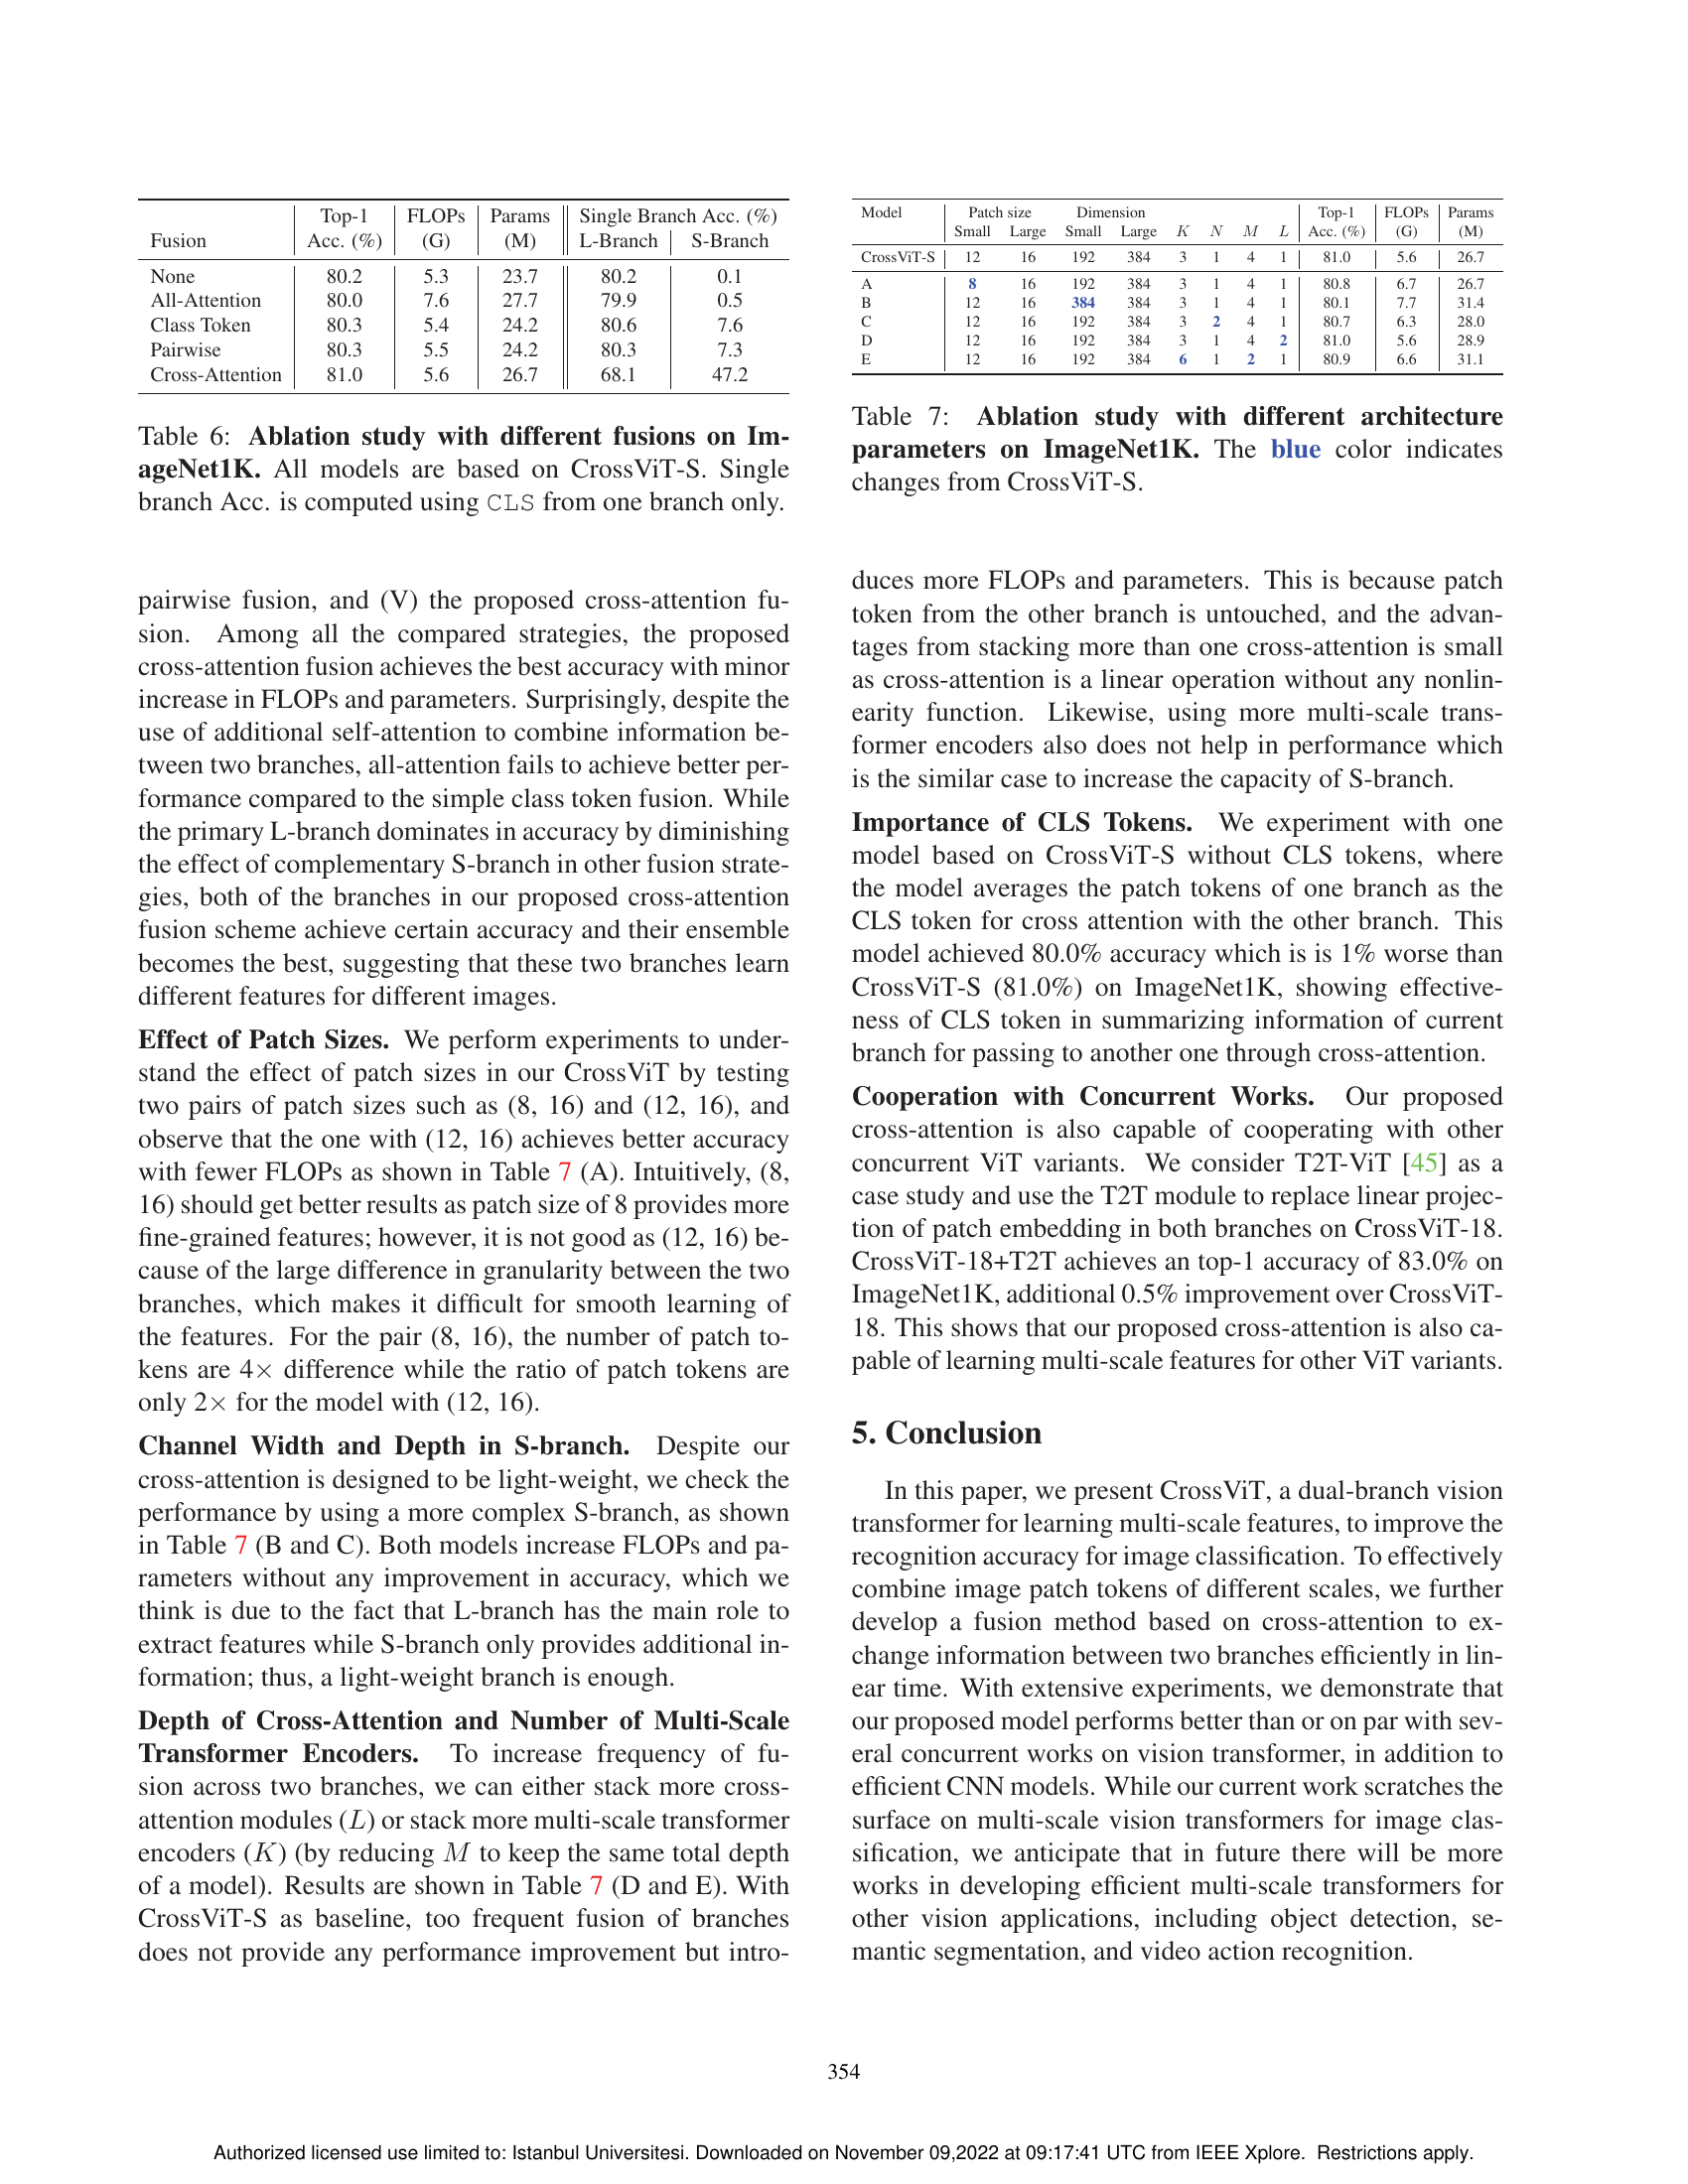 Fusion Top-1 Acc. (%) FLOPs (G) Params (M) Single Branch Acc. (%) L-Branch S-Branch
None 80.2 5.3 23.7 80.2 0.1
All-Attention 80.0 7.6 27.7 79.9 0.5
Class Token 80.3 5.4 24.2 80.6 7.6
Pairwise 80.3 5.5 24.2 80.3 7.3
Cross-Attention 81.0 5.6 26.7 68.1 47.2
Table 6: Ablation study with different fusions on Im-
ageNet1K. All models are based on CrossViT-S. Single
branch Acc. is computed using CLS from one branch only.
pairwise fusion, and (V) the proposed cross-attention fu-
sion. Among all the compared strategies, the proposed
cross-attention fusion achieves the best accuracy with minor
increase in FLOPs and parameters. Surprisingly, despite the
use of additional self-attention to combine information be-
tween two branches, all-attention fails to achieve better per-
formance compared to the simple class token fusion. While
the primary L-branch dominates in accuracy by diminishing
the effect of complementary S-branch in other fusion strate-
gies, both of the branches in our proposed cross-attention
fusion scheme achieve certain accuracy and their ensemble
becomes the best, suggesting that these two branches learn
different features for different images.
Effect of Patch Sizes. We perform experiments to under-
stand the effect of patch sizes in our CrossViT by testing
two pairs of patch sizes such as (8, 16) and (12, 16), and
observe that the one with (12, 16) achieves better accuracy
with fewer FLOPs as shown in Table 7 (A). Intuitively, (8,
16) should get better results as patch size of 8 provides more
fine-grained features; however, it is not good as (12, 16) be-
cause of the large difference in granularity between the two
branches, which makes it difficult for smooth learning of
the features. For the pair (8, 16), the number of patch to-
kens are 4× difference while the ratio of patch tokens are
only 2× for the model with (12, 16).
Channel Width and Depth in S-branch. Despite our
cross-attention is designed to be light-weight, we check the
performance by using a more complex S-branch, as shown
in Table 7 (B and C). Both models increase FLOPs and pa-
rameters without any improvement in accuracy, which we
think is due to the fact that L-branch has the main role to
extract features while S-branch only provides additional in-
formation; thus, a light-weight branch is enough.
Depth of Cross-Attention and Number of Multi-Scale
Transformer Encoders. To increase frequency of fu-
sion across two branches, we can either stack more cross-
attention modules (L) or stack more multi-scale transformer
encoders (K) (by reducing M to keep the same total depth
of a model). Results are shown in Table 7 (D and E). With
CrossViT-S as baseline, too frequent fusion of branches
does not provide any performance improvement but intro-
Model Patch size Dimension Top-1 FLOPs Params
Small Large Small Large K N M L Acc. (%) (G) (M)
CrossViT-S 12 16 192 384 3 1 4 1 81.0 5.6 26.7
A 8 16 192 384 3 1 4 1 80.8 6.7 26.7
B 12 16 384 384 3 1 4 1 80.1 7.7 31.4
C 12 16 192 384 3 2 4 1 80.7 6.3 28.0
D 12 16 192 384 3 1 4 2 81.0 5.6 28.9
E 12 16 192 384 6 1 2 1 80.9 6.6 31.1
Table 7: Ablation study with different architecture
parameters on ImageNet1K. The blue color indicates
changes from CrossViT-S.
duces more FLOPs and parameters. This is because patch
token from the other branch is untouched, and the advan-
tages from stacking more than one cross-attention is small
as cross-attention is a linear operation without any nonlin-
earity function. Likewise, using more multi-scale trans-
former encoders also does not help in performance which
is the similar case to increase the capacity of S-branch.
Importance of CLS Tokens. We experiment with one
model based on CrossViT-S without CLS tokens, where
the model averages the patch tokens of one branch as the
CLS token for cross attention with the other branch. This
model achieved 80.0% accuracy which is is 1% worse than
CrossViT-S (81.0%) on ImageNet1K, showing effective-
ness of CLS token in summarizing information of current
branch for passing to another one through cross-attention.
Cooperation with Concurrent Works. Our proposed
cross-attention is also capable of cooperating with other
concurrent ViT variants. We consider T2T-ViT [45] as a
case study and use the T2T module to replace linear projec-
tion of patch embedding in both branches on CrossViT-18.
CrossViT-18+T2T achieves an top-1 accuracy of 83.0% on
ImageNet1K, additional 0.5% improvement over CrossViT-
18. This shows that our proposed cross-attention is also ca-
pable of learning multi-scale features for other ViT variants.
5. Conclusion
In this paper, we present CrossViT, a dual-branch vision
transformer for learning multi-scale features, to improve the
recognition accuracy for image classification. To effectively
combine image patch tokens of different scales, we further
develop a fusion method based on cross-attention to ex-
change information between two branches efficiently in lin-
ear time. With extensive experiments, we demonstrate that
our proposed model performs better than or on par with sev-
eral concurrent works on vision transformer, in addition to
efficient CNN models. While our current work scratches the
surface on multi-scale vision transformers for image clas-
sification, we anticipate that in future there will be more
works in developing efficient multi-scale transformers for
other vision applications, including object detection, se-
mantic segmentation, and video action recognition.
354
Authorized licensed use limited to: Istanbul Universitesi. Downloaded on November 09,2022 at 09:17:41 UTC from IEEE Xplore. Restrictions apply.